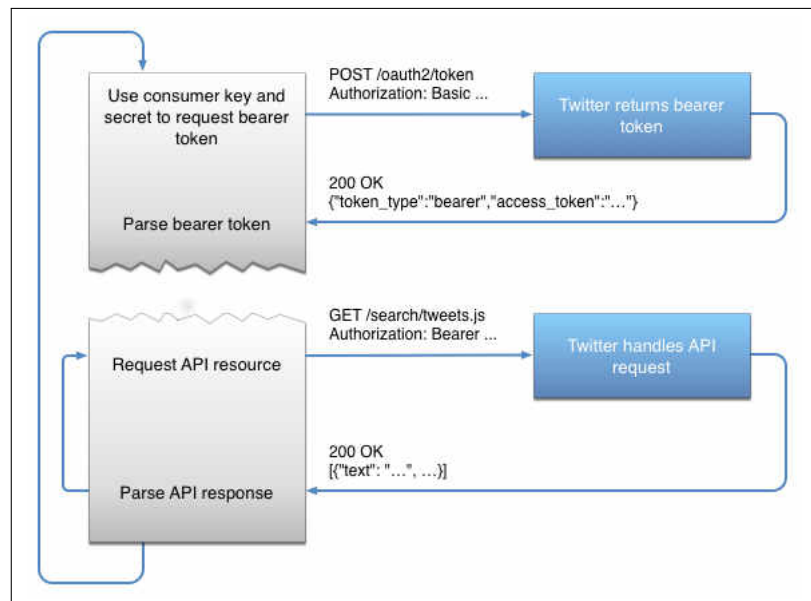 Use consumer key and
secret to request bearer
token
POST /oauth2/token
Authorization: Basic ...
Twitter returns bearer
token
200 OK
{"token_type":"bearer","access_token":"..."}
Parse bearer token
Request API resource
GET /search/tweets.js
Authorization: Bearer ...
Twitter handles API
request
200 OK
[{"text": "...", ...}]
Parse API response